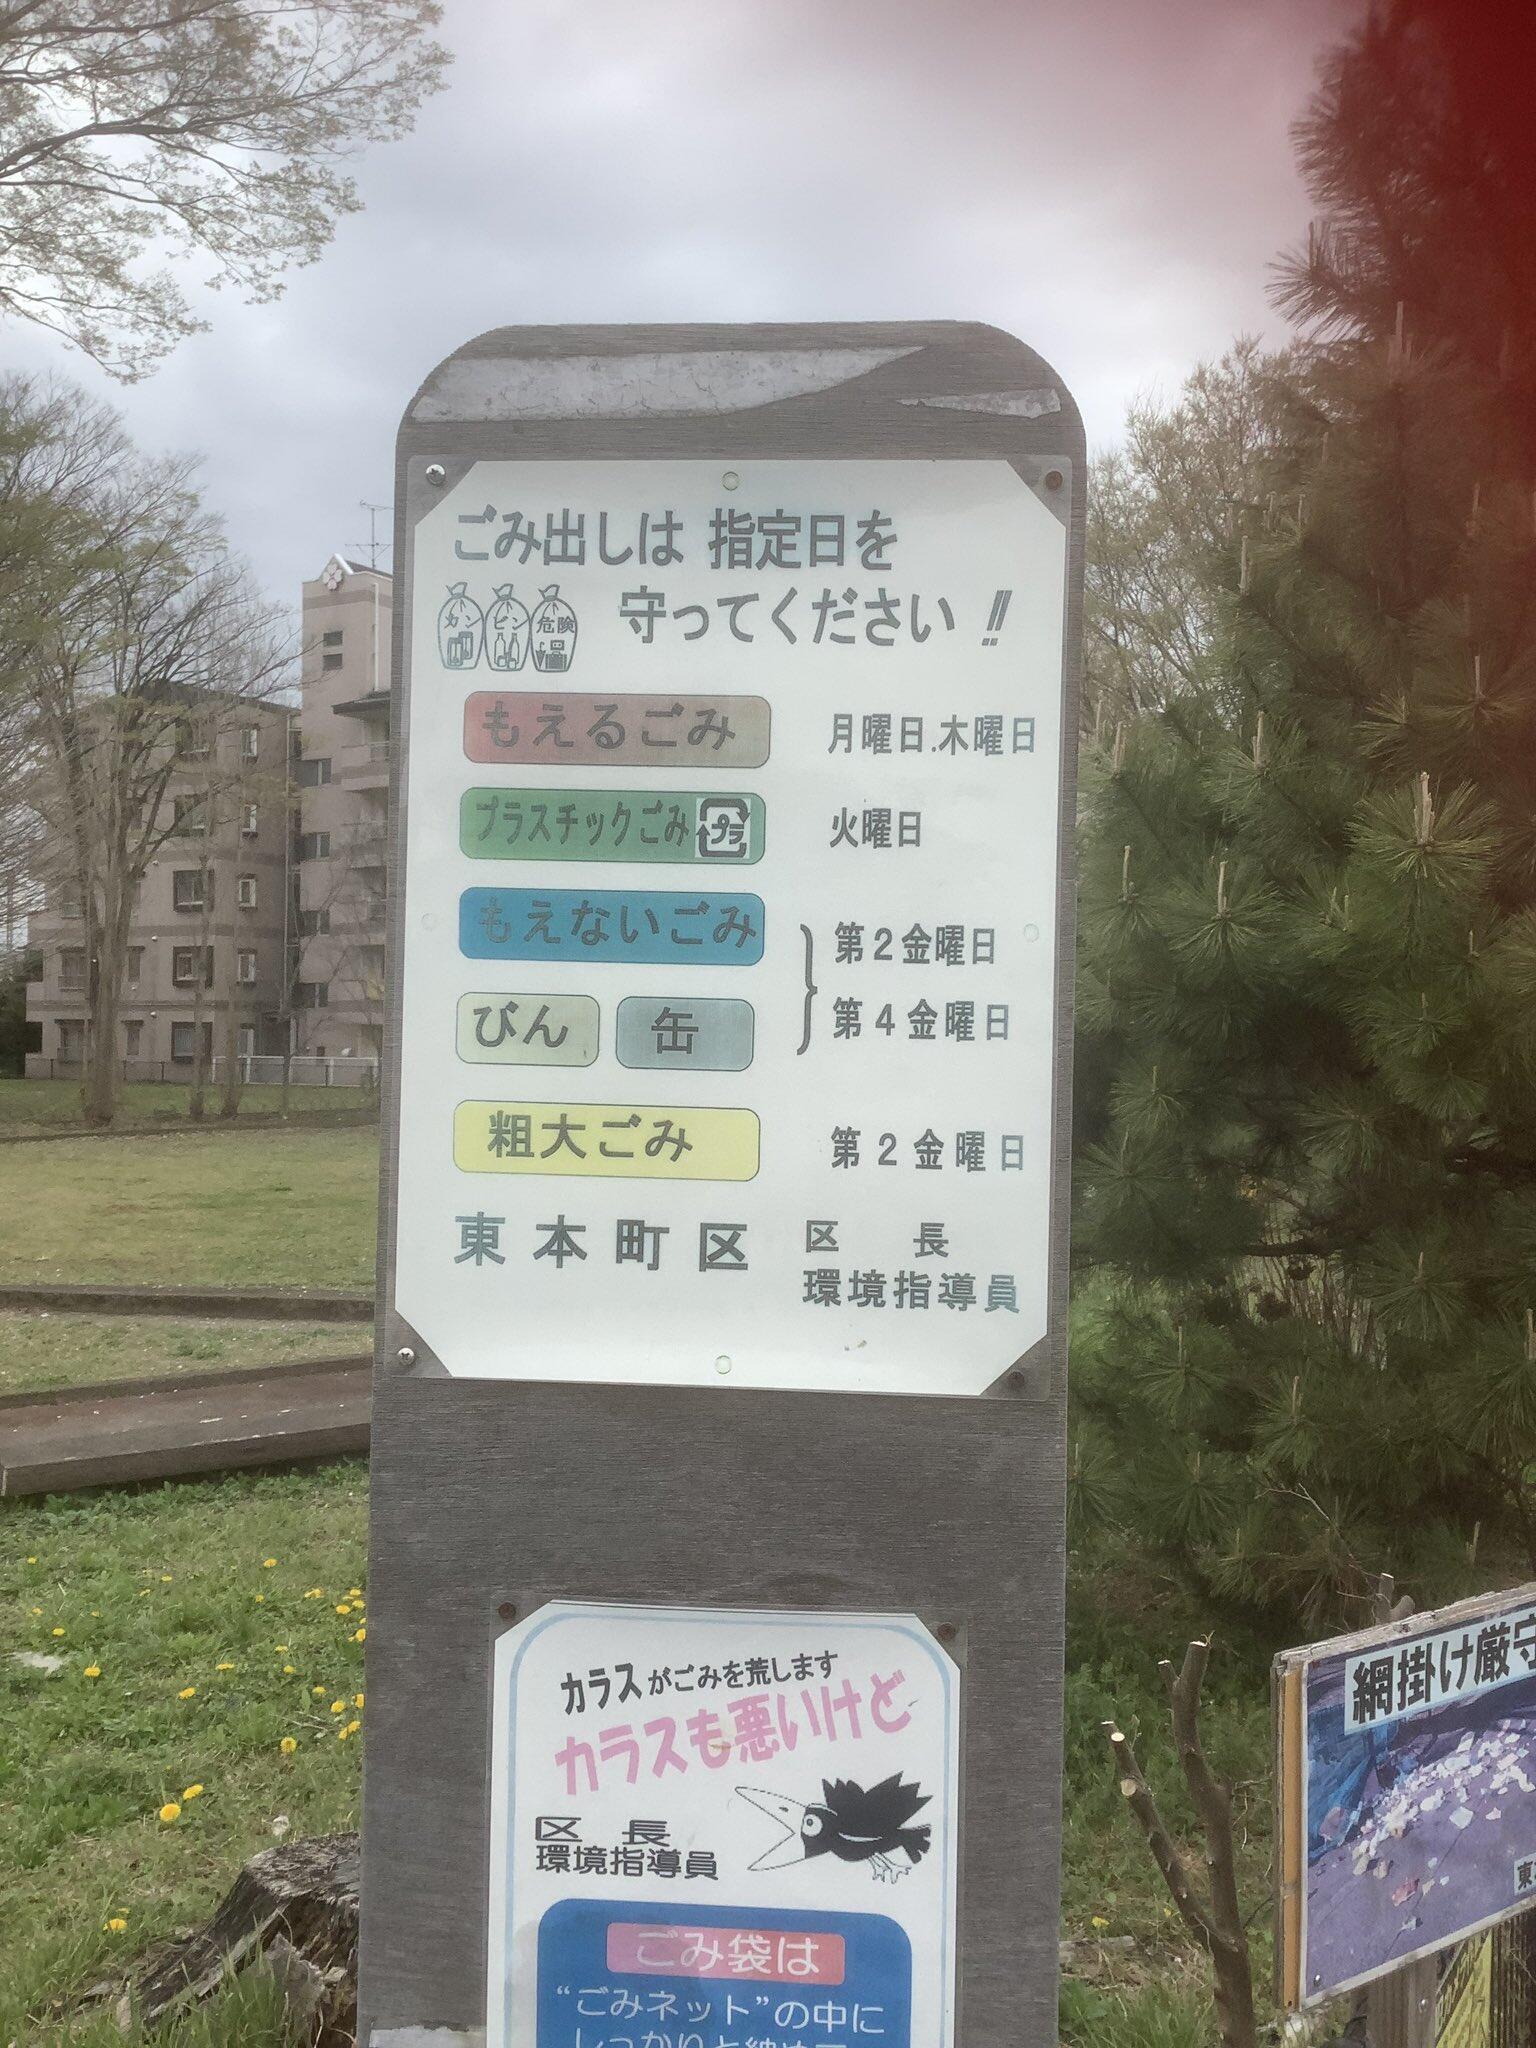 ごみ出しは 指定日を
守ってください!!
カン ビン 危険
もえるごみ 月曜日.木曜日
プラスチックごみ プラ 火曜日
もえないごみ 第2金曜日
びん 缶 第4金曜日
粗大ごみ 第2金曜日
東本町区 区長
環境指導員
カラスがごみを荒します
カラスも悪いけど
区長
環境指導員
ごみ袋は
“ごみネット”の中に
網掛け厳守
東